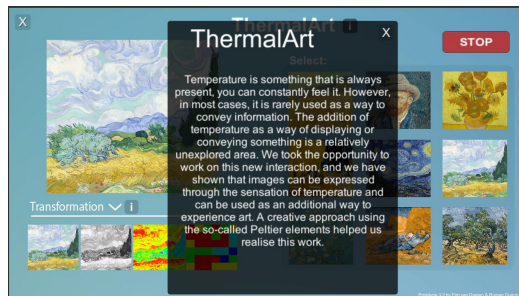 X
ThermalArt i
ThermalArt
X
STOP
Select:
Temperature is something that is always
present, you can constantly feel it. However,
in most cases, it is rarely used as a way to
convey information. The addition of
temperature as a way of displaying or
conveying something is a relatively
unexplored area. We took the opportunity to
work on this new interaction, and we have
shown that images can be expressed
through the sensation of temperature and
can be used as an additional way to
experience art. A creative approach using
the so-called Peltier elements helped us
realise this work.
Transformation i